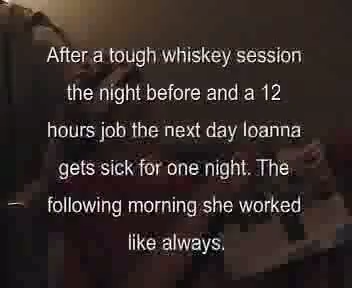 After a tough whiskey session
the night before and a 12
hours job the next day Ioanna
gets sick for one night. The
following morning she worked
like always.